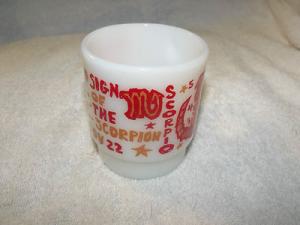 SIGN
OF
THE
SCORPION
22
SCORPIO